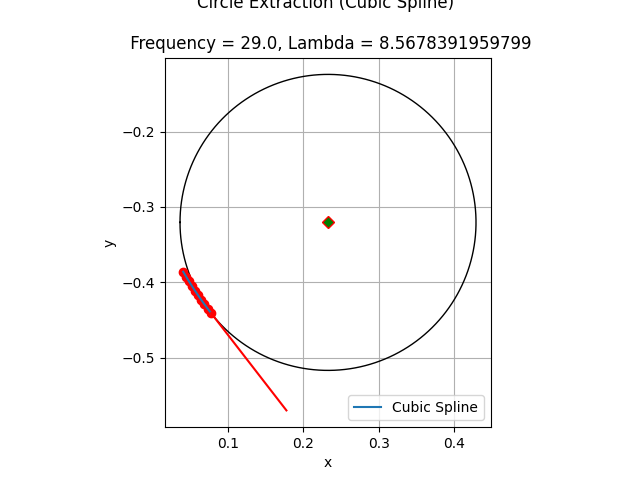 Circle Extraction (Cubic Spline)
Frequency = 29.0, Lambda = 8.5678391959799
−0.2
−0.3
−0.4
−0.5
y
0.1
0.2
0.3
0.4
x
Cubic Spline